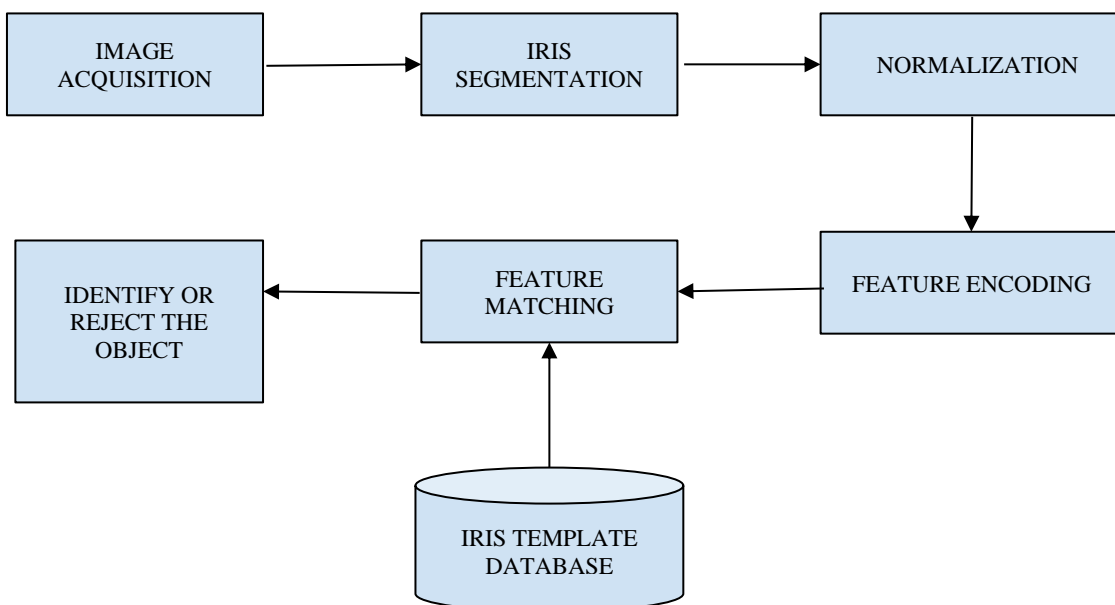 IMAGE
ACQUISITION
IRIS
SEGMENTATION
NORMALIZATION
FEATURE ENCODING
FEATURE
MATCHING
IDENTIFY OR
REJECT THE
OBJECT
IRIS TEMPLATE
DATABASE